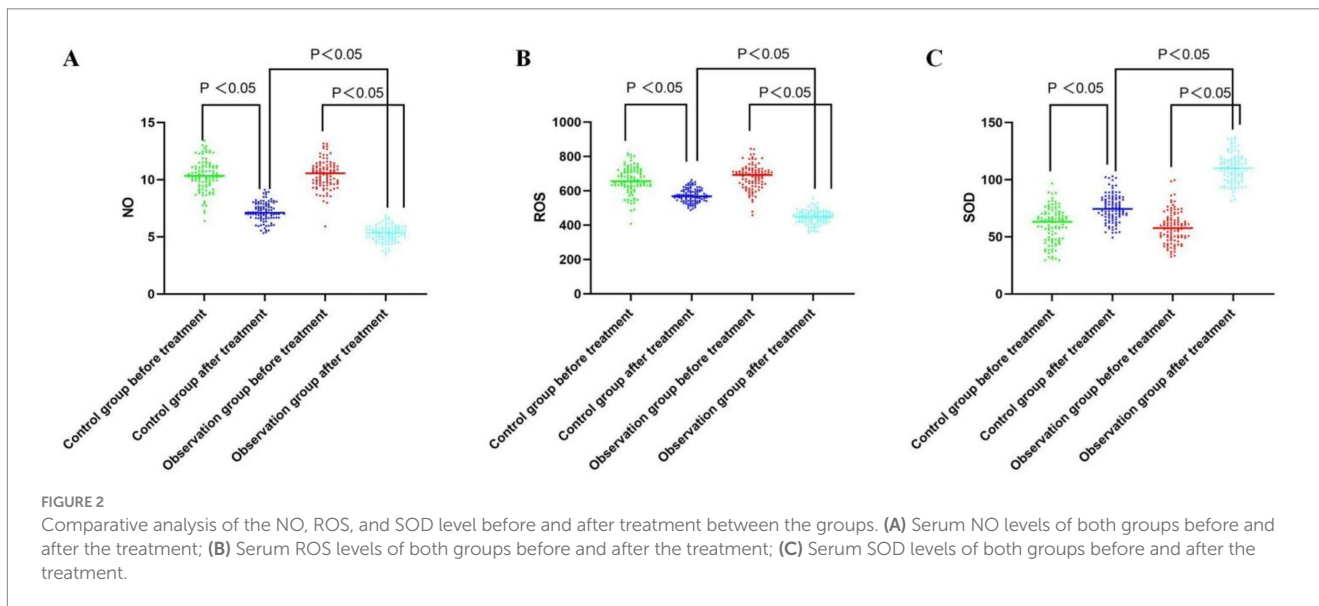 A
P<0.05
P <0.05
P<0.05
15
10
5
0
NO
Control group before treatment
Control group after treatment
Observation group before treatment
Observation group after treatment
B
P<0.05
P <0.05
P<0.05
1000
800
600
400
200
0
ROS
Control group before treatment
Control group after treatment
Observation group before treatment
Observation group after treatment
C
P<0.05
P <0.05
P<0.05
150
100
50
0
SOD
Control group before treatment
Control group after treatment
Observation group before treatment
Observation group after treatment
FIGURE 2
Comparative analysis of the NO, ROS, and SOD level before and after treatment between the groups. (A) Serum NO levels of both groups before and
after the treatment; (B) Serum ROS levels of both groups before and after the treatment; (C) Serum SOD levels of both groups before and after the
treatment.